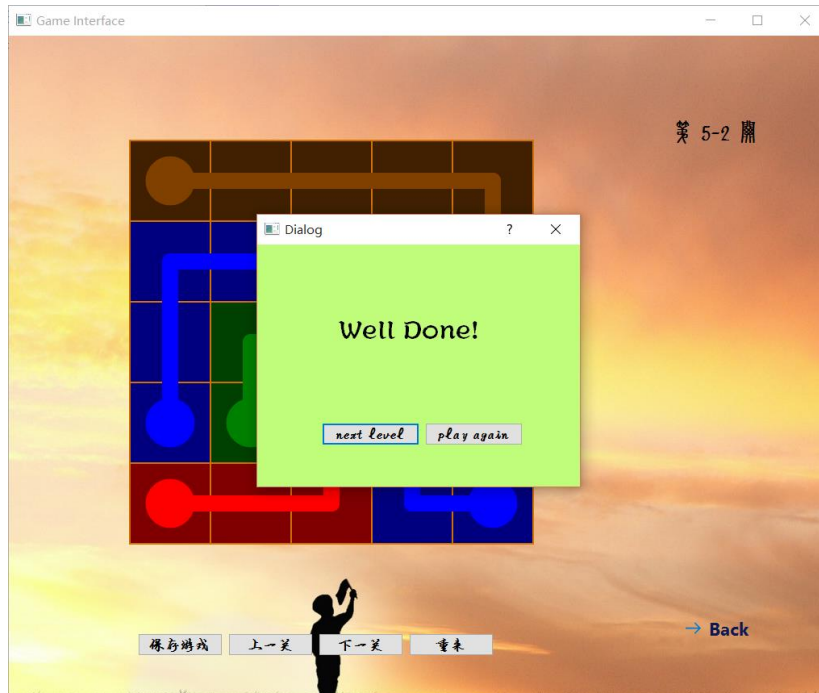 Game Interface
第 5-2 關
Dialog
?
Well Done!
next level
play again
→ Back
保存游戏
上一关
下一关
重来